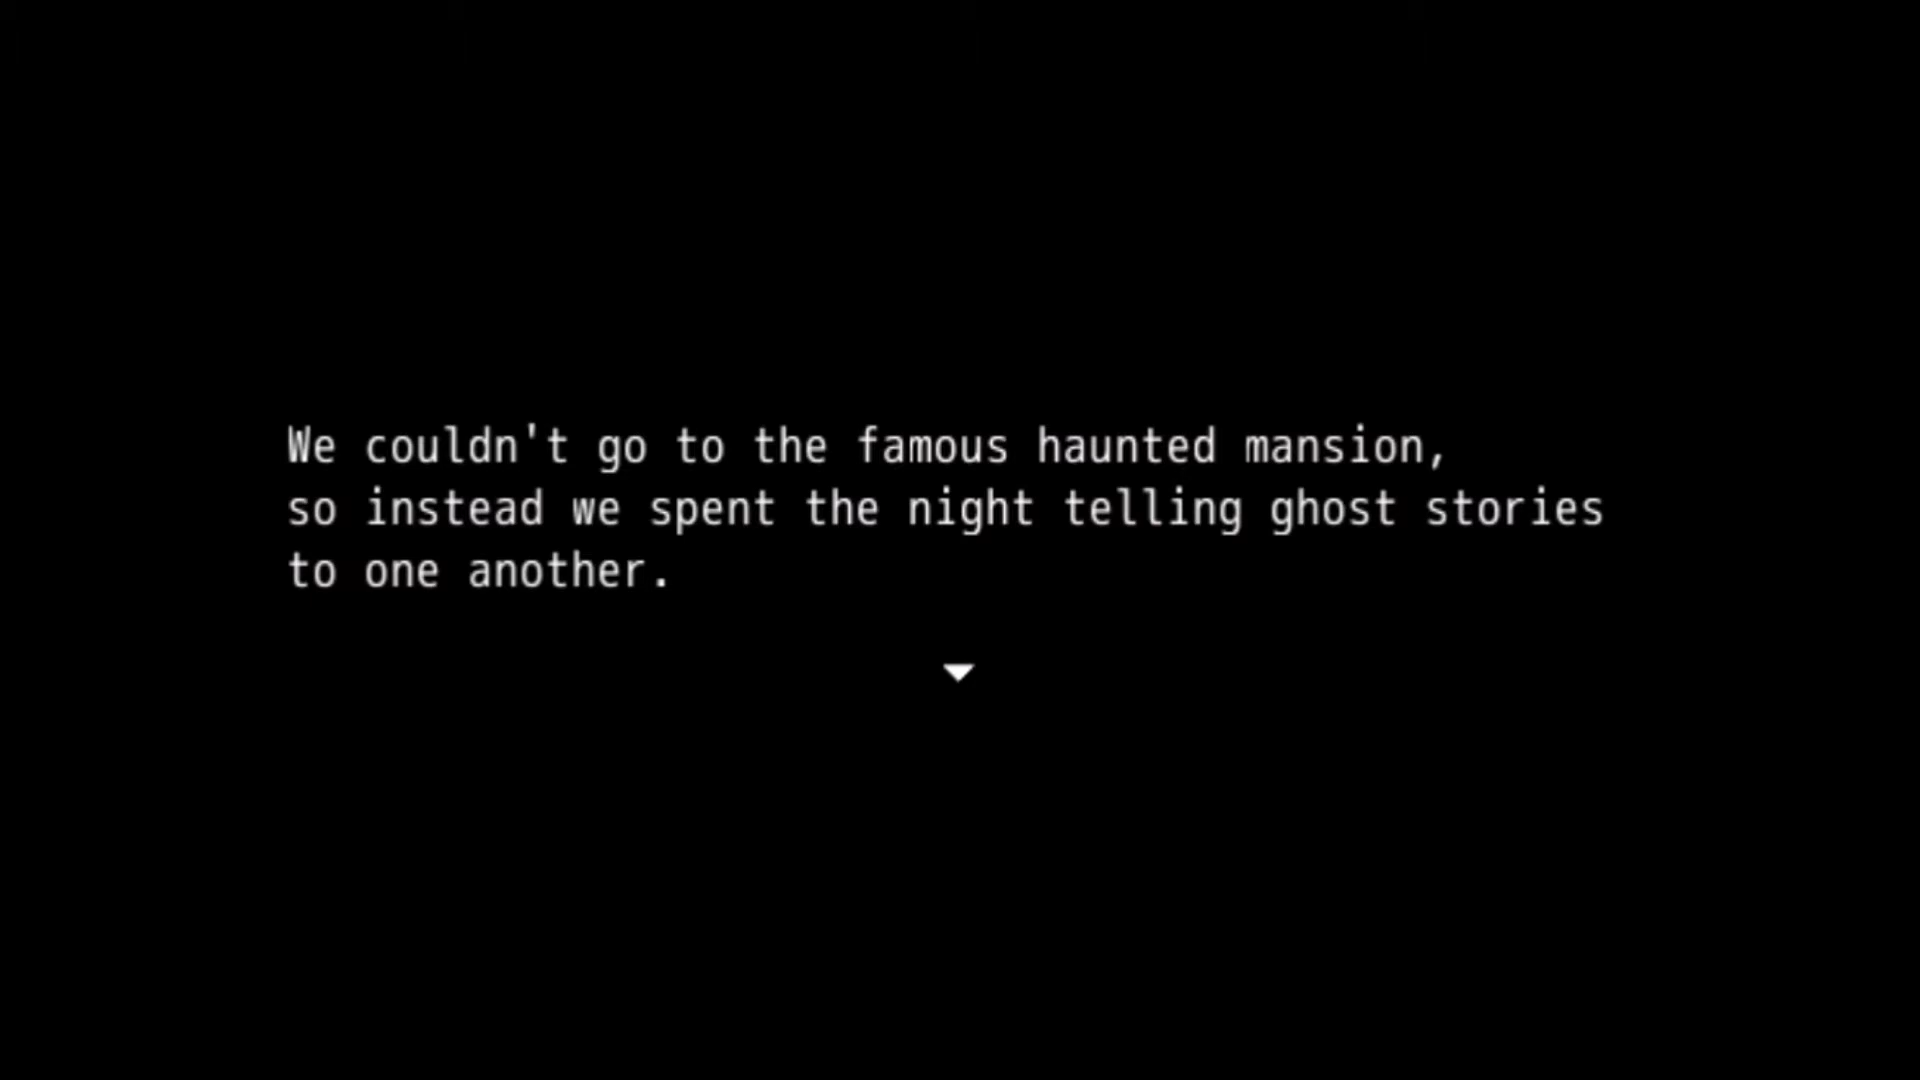 We couldn't go to the famous haunted mansion,
so instead we spent the night telling ghost stories
to one another.